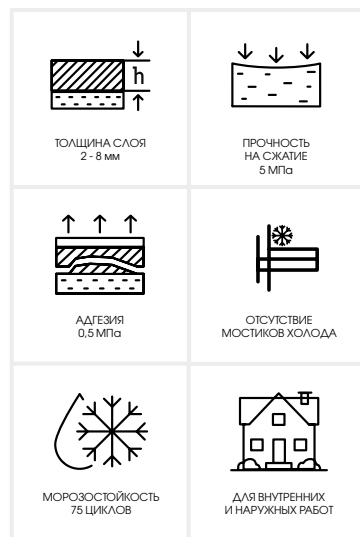 h
ТОЛЩИНА СЛОЯ
2 - 8 мм
ПРОЧНОСТЬ
НА СЖАТИЕ
5 МПа
АДГЕЗИЯ
0,5 МПа
ОТСУТСТВИЕ
МОСТИКОВ ХОЛОДА
МОРОЗОСТОЙКОСТЬ
75 ЦИКЛОВ
ДЛЯ ВНУТРЕННИХ
И НАРУЖНЫХ РАБОТ